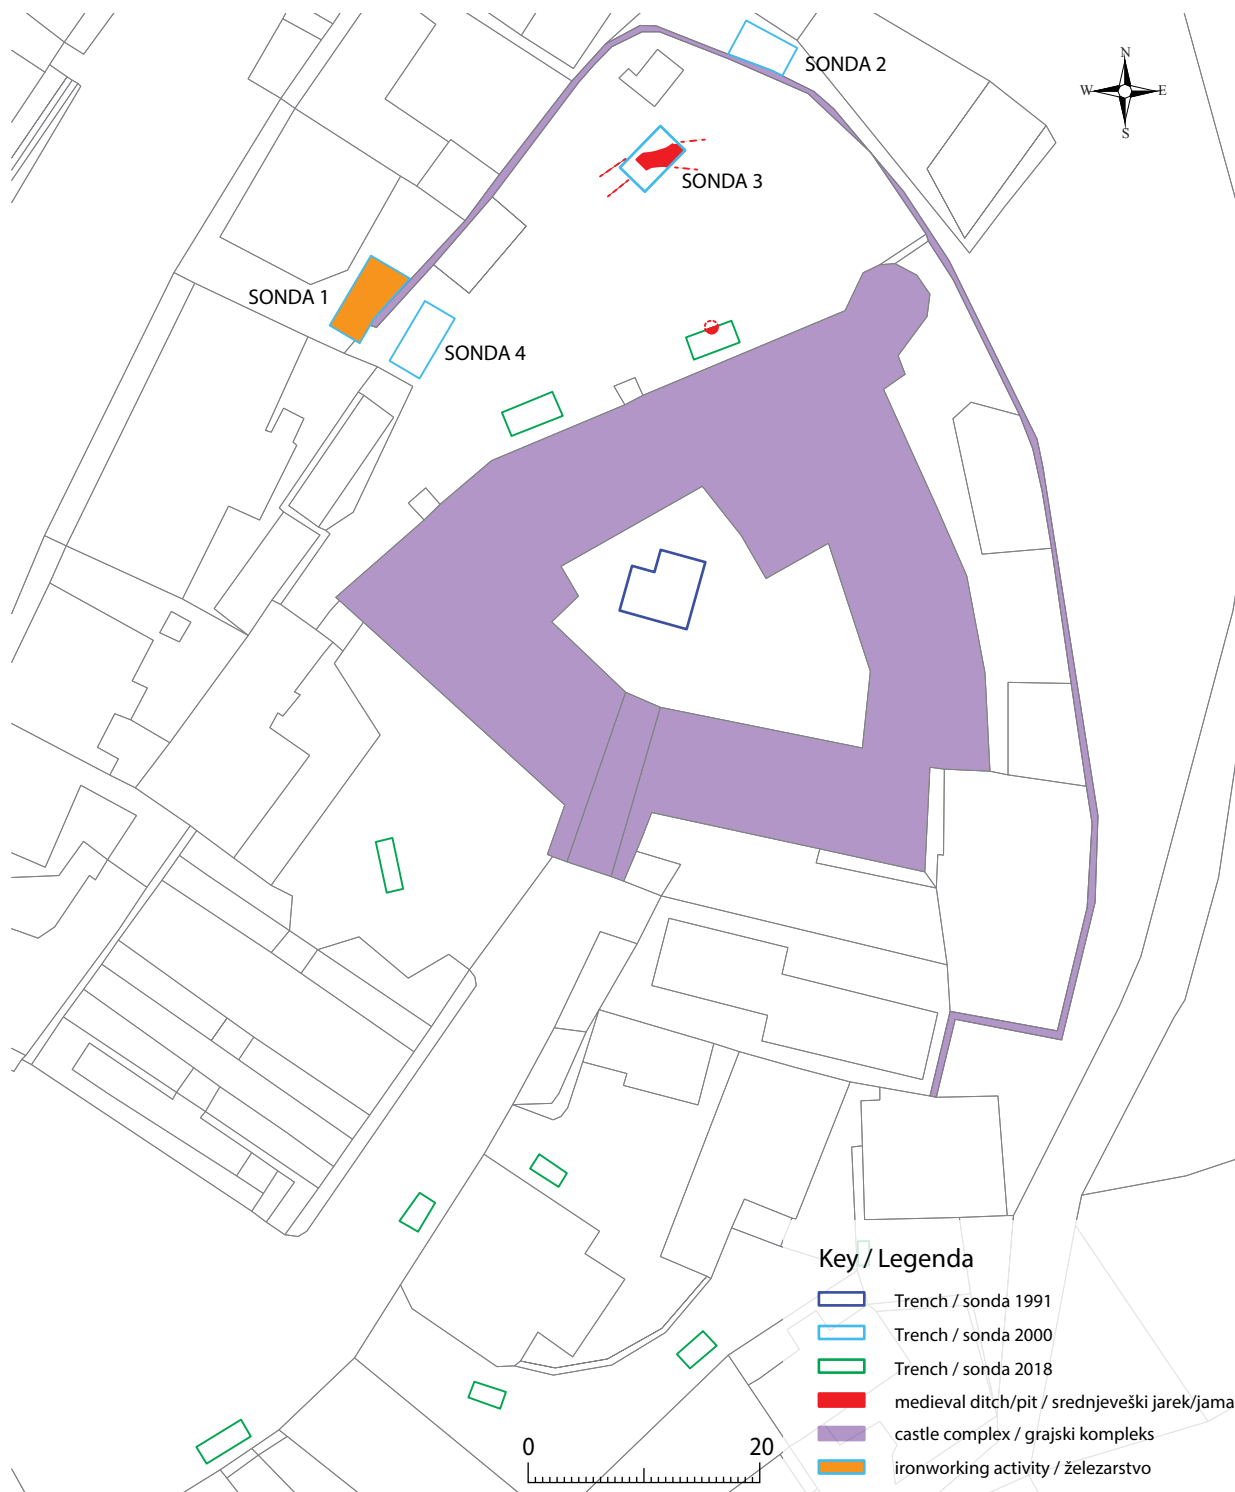 SONDA 2
N
W E
S
SONDA 3
SONDA 1
SONDA 4
Key / Legenda
Trench / sonda 1991
Trench / sonda 2000
Trench / sonda 2018
medieval ditch/pit / srednjeveški jarek/jama
castle complex / grajski kompleks
ironworking activity / železarstvo
0 20